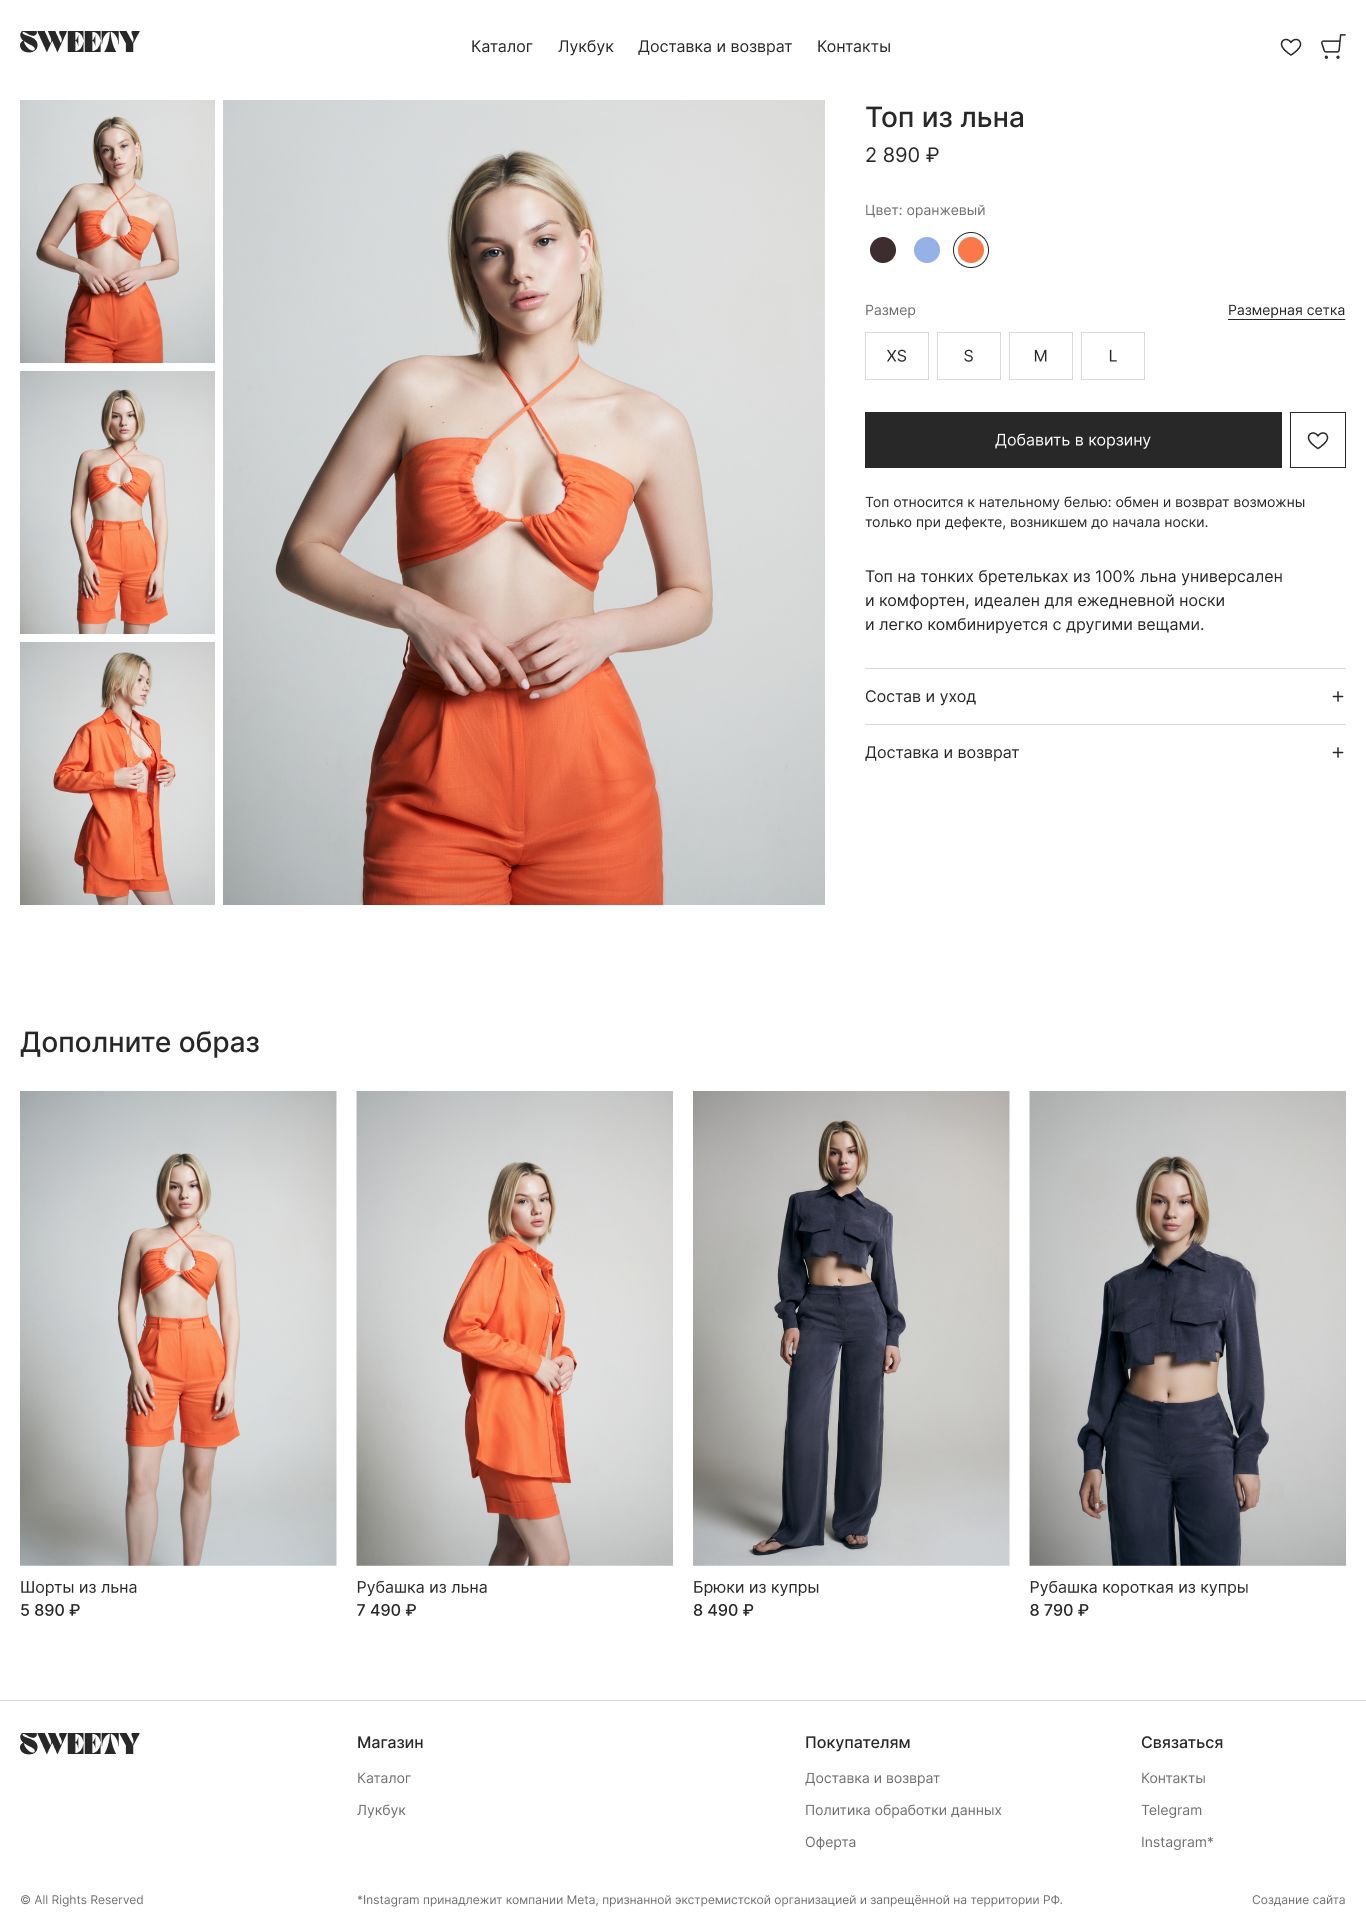 SWEETY
Каталог
Лукбук
Доставка и возврат
Контакты
Топ из льна
2 890 ₽
Цвет: оранжевый
Размер
Размерная сетка
XS
S
M
L
Добавить в корзину
Топ относится к нательному белью: обмен и возврат возможны
только при дефекте, возникшем до начала носки.
Топ на тонких бретельках из 100% льна универсален
и комфортен, идеален для ежедневной носки
и легко комбинируется с другими вещами.
Состав и уход
Доставка и возврат
Дополните образ
Шорты из льна
5 890 ₽
Рубашка из льна
7 490 ₽
Брюки из купры
8 490 ₽
Рубашка короткая из купры
8 790 ₽
SWEETY
Магазин
Каталог
Лукбук
Покупателям
Доставка и возврат
Политика обработки данных
Оферта
Связаться
Контакты
Telegram
Instagram*
© All Rights Reserved
*Instagram принадлежит компании Meta, признанной экстремистской организацией и запрещённой на территории РФ.
Создание сайта